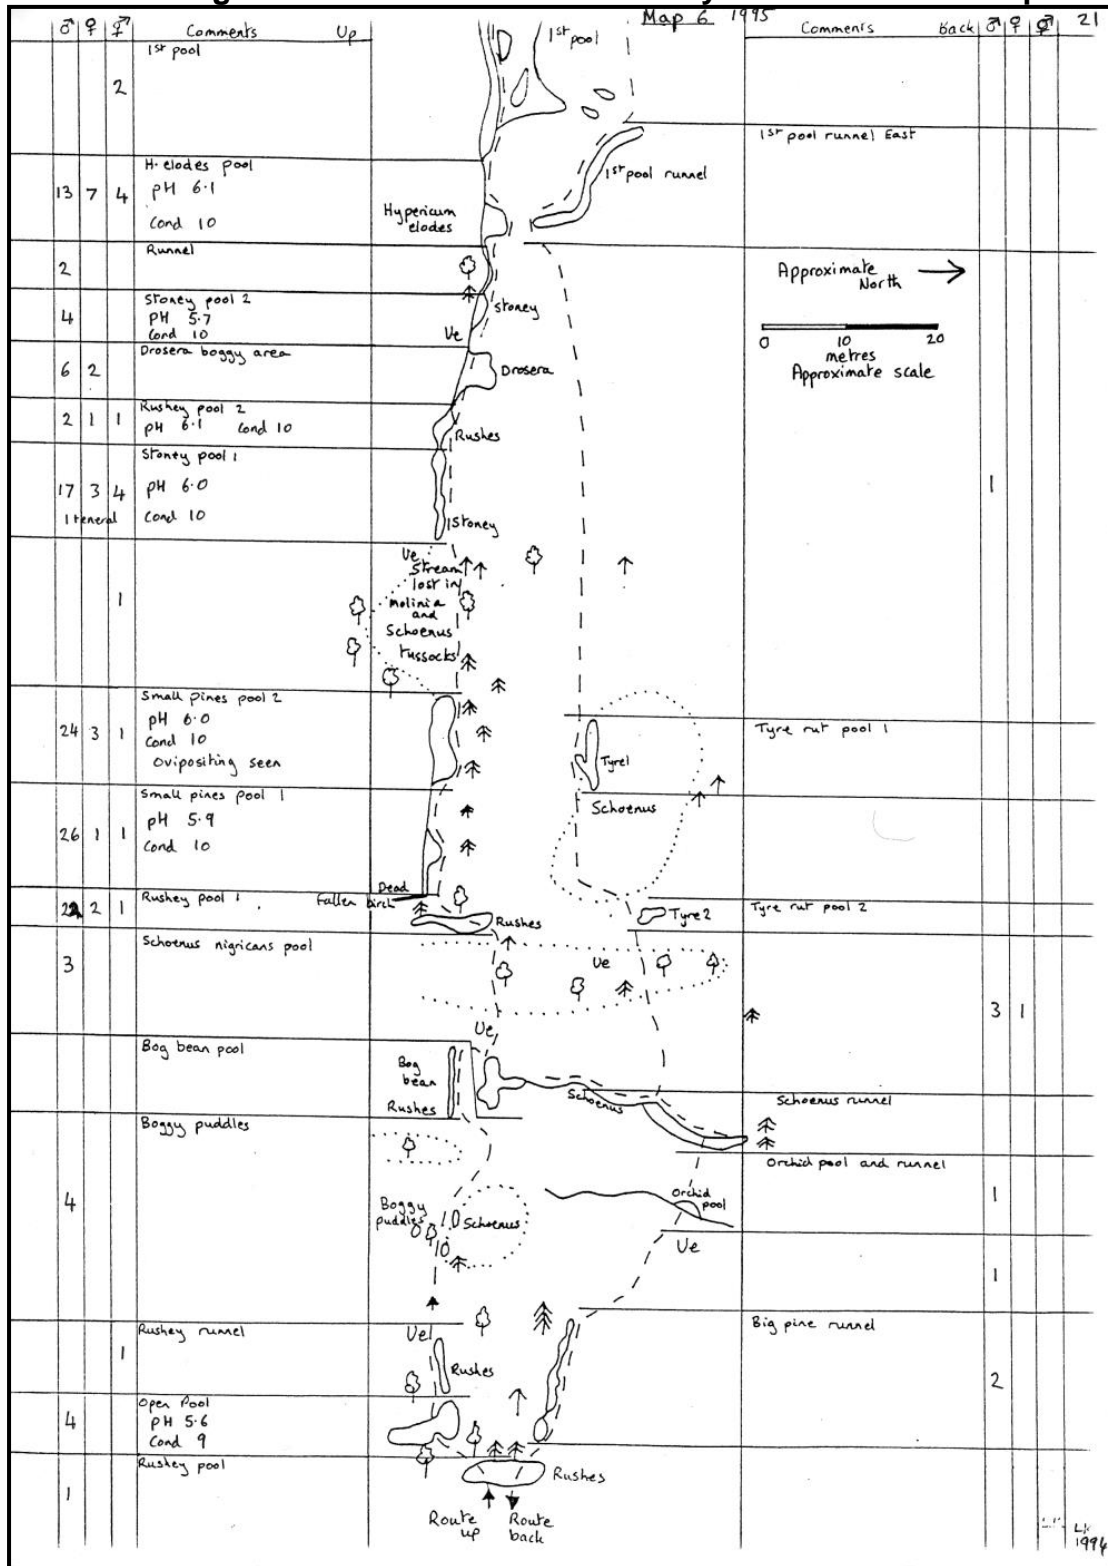 Map 6 1995
21
♂ ♀ ⚥ Comments Up
Comments back ♂ ♀ ⚥
1st pool
2
1st pool
1st pool runnel East
1st pool runnel
H. elodes pool
13 7 4 pH 6.1
Cond 10
Hypericum
elodes
Runnel
2
Approximate
North
Stoney pool 2
4 pH 5.7
Cond 10
Stoney
Ve
0 10 20
metres
Approximate scale
Drosera boggy area
6 2
Drosera
Rushey pool 2
2 1 1 pH 6.1 Cond 10
Rushes
Stoney pool 1
17 3 4 pH 6.0
1 teneral Cond 10
1
Stoney
Ve
Stream
lost in
Molinia
and
Schoenus
tussocks
1
Small pines pool 2
24 3 1 pH 6.0
Cond 10
Ovipositing seen
Tyre rut pool 1
Tyre1
Schoenus
Small pines pool 1
26 1 1 pH 5.9
Cond 10
Dead
Fallen birch
Rushey pool 1
2 1
Rushes
Tyre 2
Tyre rut pool 2
Schoenus nigricans pool
3
Ve
3 1
Ve
Bog bean pool
Bog
bean
Rushes
Schoenus
Schoenus runnel
Boggy puddles
4
Orchid pool and runnel
1
Orchid
pool
Boggy
puddles
Schoenus
Ve
1
Rushey runnel
1
Ve
Rushes
Big pine runnel
2
Open Pool
4 pH 5.6
Cond 9
Rushey pool
1
Rushes
Route
up
Route
back
1994